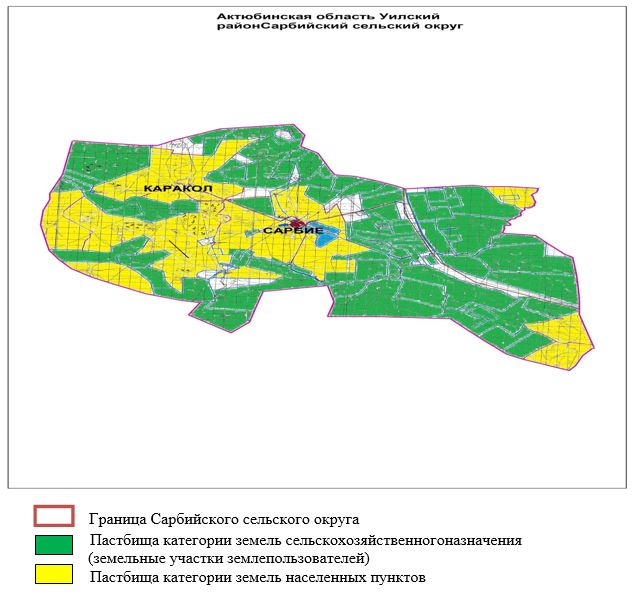 Актюбинская область Уилский
районСарбийский сельский округ
КАРАКОЛ
САРБИЕ
Граница Сарбийского сельского округа
Пастбища категории земель сельскохозяйственногоназначения
(земельные участки землепользователей)
Пастбища категории земель населенных пунктов